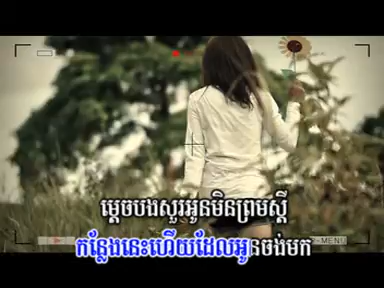 ម្ដេចបងសួរអូនមិនព្រមស្ដី
កន្លែងនេះហើយដែលអូនចង់មក
MENU